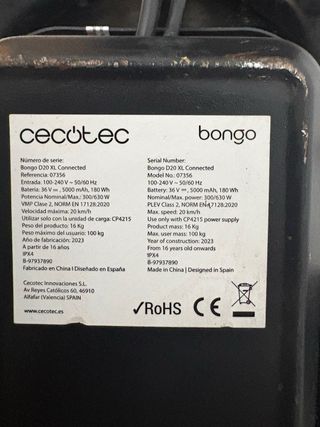 cecotec
bongo
Número de serie:
Bongo D20 XL Connected
Referencia: 07356
Entrada: 100-240 V ~ 50/60 Hz
Batería: 36 V ⎓, 5000 mAh, 180 Wh
Potencia Nominal/Max.: 300/630 W
VMP Clase 2, NORM EN 17128:2020
Velocidad máxima: 20 km/h
Utilizar solo con la unidad de carga: CP4215
Peso del producto: 16 Kg
Peso máximo del usuario: 100 kg
Año de fabricación: 2023
A partir de 16 años
IPX4
B-97937890
Fabricado en China I Diseñado en España
Serial Number:
Bongo D20 XL Connected
Model No.: 07356
100-240 V ~ 50/60 Hz
Battery: 36 V ⎓, 5000 mAh, 180 Wh
Nominal/Max. power: 300/630 W
PLEV Class 2, NORM EN 17128:2020
Max. speed: 20 km/h
Use only with CP4215 power supply
Product mass: 16 Kg
Max. user mass: 100 kg
Year of construction: 2023
From 16 years old onwards
IPX4
B-97937890
Made in China | Designed in Spain
Cecotec Innovaciones S.L.
Av Reyes Católicos 60, 46910
Alfafar (Valencia) SPAIN
www.cecotec.es
✓RoHS CE